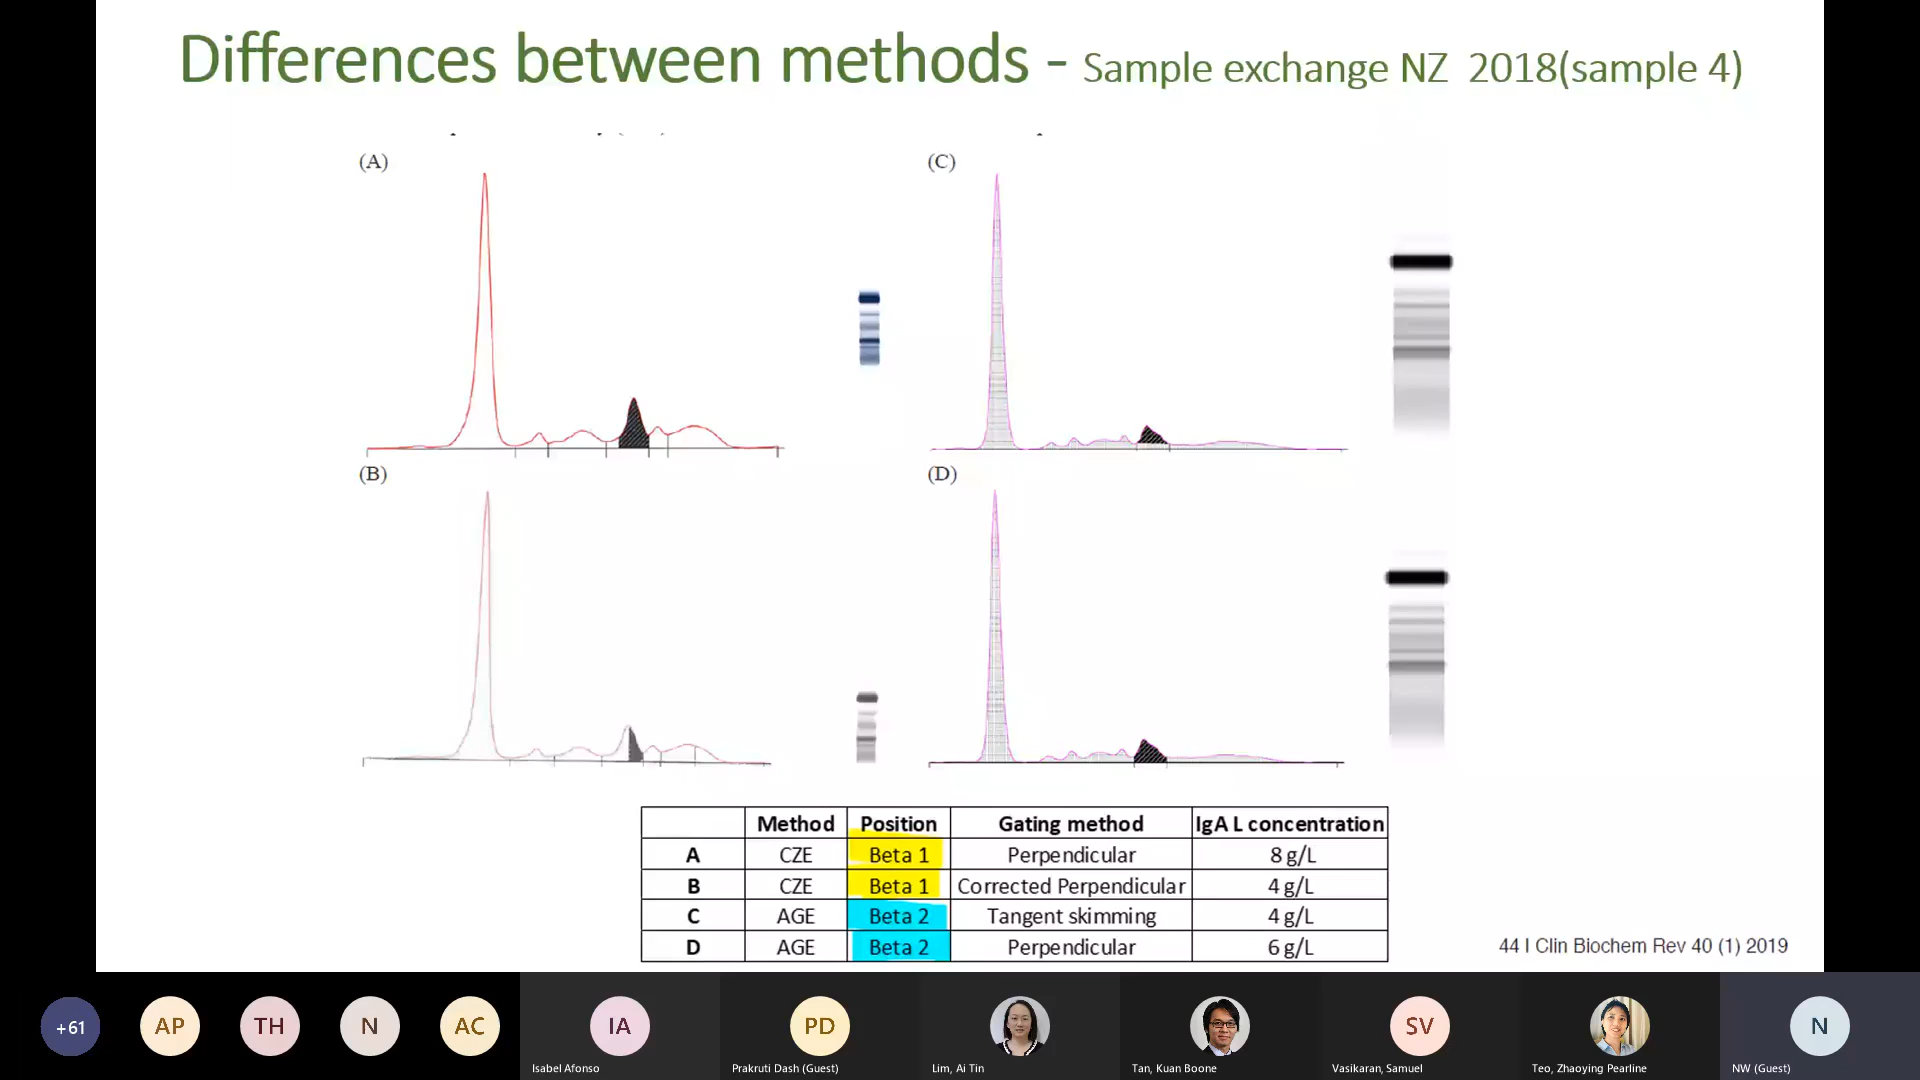 Differences between methods - Sample exchange NZ 2018(sample 4)
(A)
(C)
(B)
(D)
Method Position Gating method IgA L concentration
A CZE Beta 1 Perpendicular 8 g/L
B CZE Beta 1 Corrected Perpendicular 4 g/L
C AGE Beta 2 Tangent skimming 4 g/L
D AGE Beta 2 Perpendicular 6 g/L
44 I Clin Biochem Rev 40 (1) 2019
+61 AP TH N AC IA PD SV N
Isabel Afonso Prakruti Dash (Guest) Lim, Ai Tin Tan, Kuan Boone Vasikaran, Samuel Teo, Zhaoying Pearline NW (Guest)